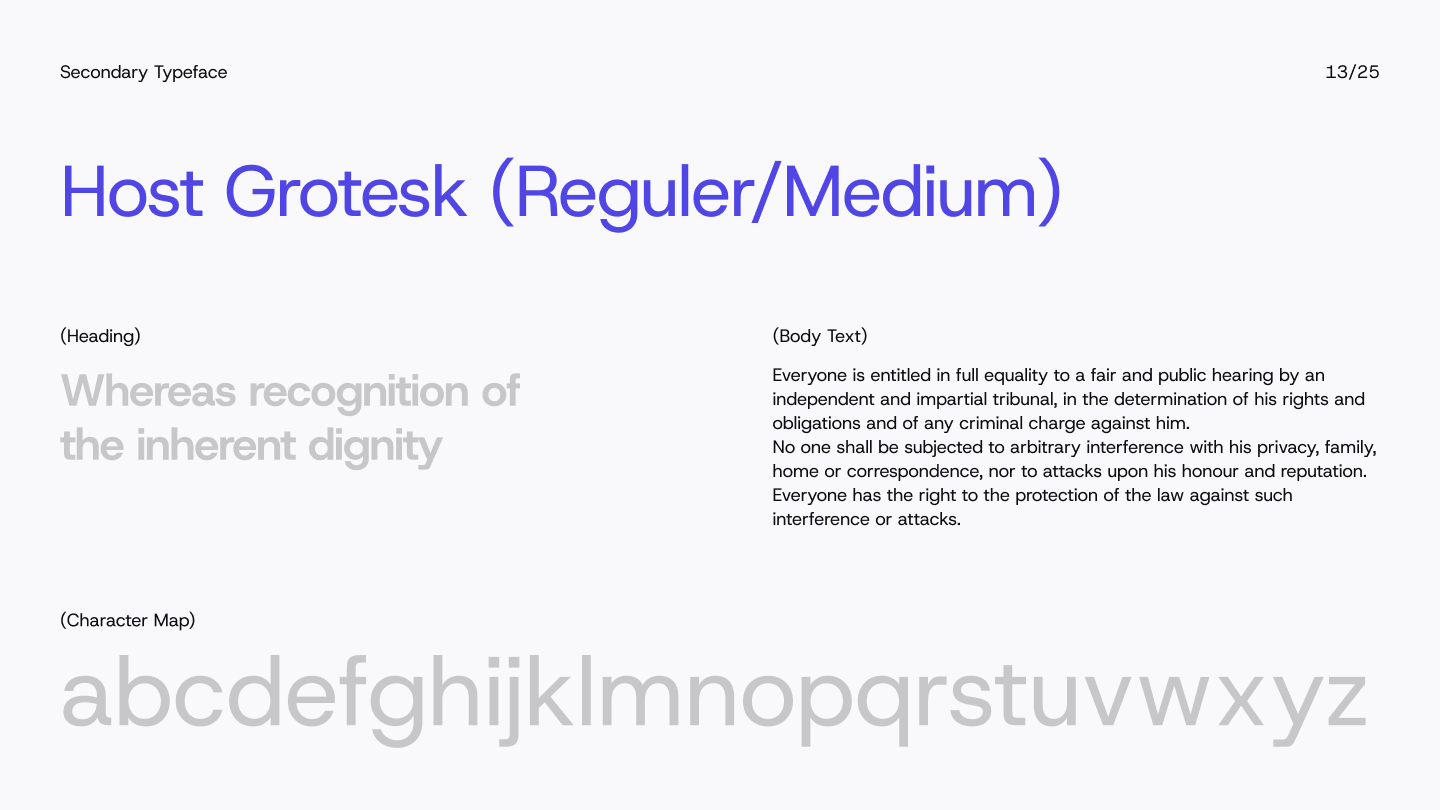 Secondary Typeface
13/25
Host Grotesk (Reguler/Medium)
(Heading)
Whereas recognition of
the inherent dignity
(Body Text)
Everyone is entitled in full equality to a fair and public hearing by an
independent and impartial tribunal, in the determination of his rights and
obligations and of any criminal charge against him.
No one shall be subjected to arbitrary interference with his privacy, family,
home or correspondence, nor to attacks upon his honour and reputation.
Everyone has the right to the protection of the law against such
interference or attacks.
(Character Map)
abcdefghijklmnopqrstuvwxyz